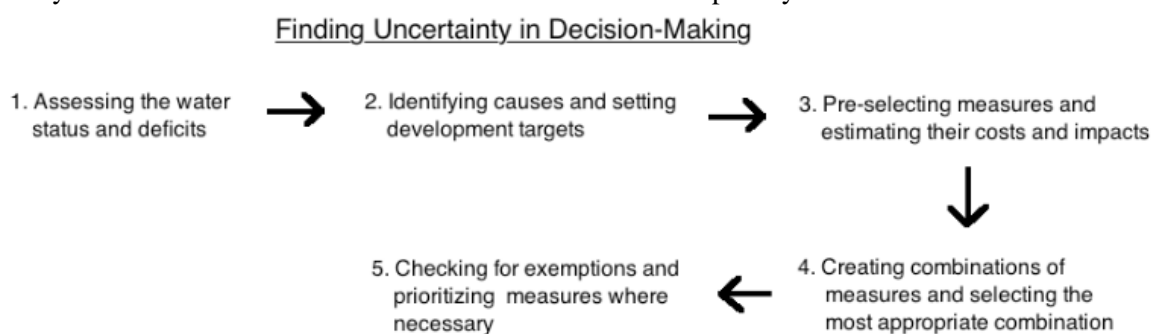 Finding Uncertainty in Decision-Making
1. Assessing the water
status and deficits
2. Identifying causes and setting
development targets
3. Pre-selecting measures and
estimating their costs and impacts
4. Creating combinations of
measures and selecting the
most appropriate combination
5. Checking for exemptions and
prioritizing measures where
necessary